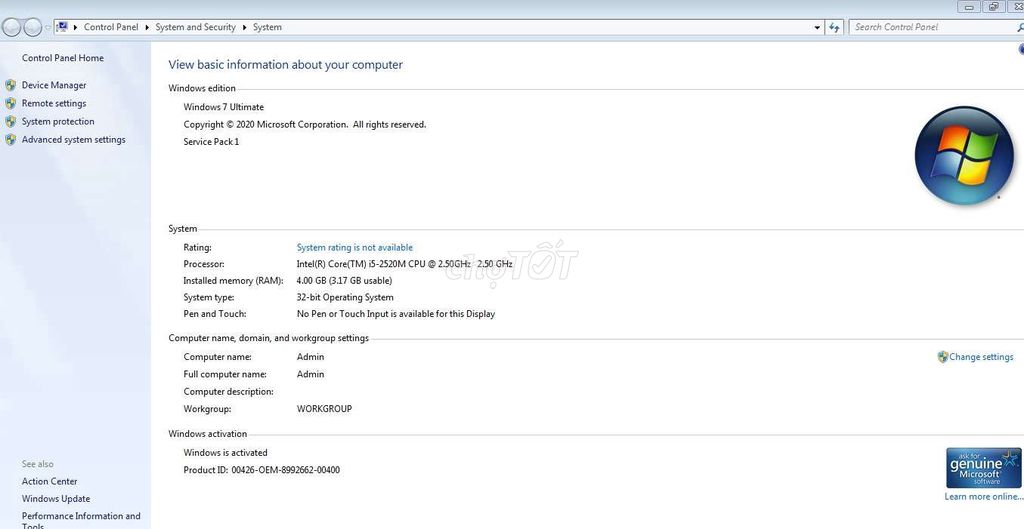 Control Panel System and Security System
Search Control Panel
Control Panel Home
Device Manager
Remote settings
System protection
Advanced system settings
View basic information about your computer
Windows edition
Windows 7 Ultimate
Copyright © 2020 Microsoft Corporation. All rights reserved.
Service Pack 1
System
Rating: System rating is not available
Processor: Intel(R) Core(TM) i5-2520M CPU @ 2.50GHz 2.50 GHz
Installed memory (RAM): 4.00 GB (3.17 GB usable)
System type: 32-bit Operating System
Pen and Touch: No Pen or Touch Input is available for this Display
chợTỐT
Computer name, domain, and workgroup settings
Computer name: Admin
Change settings
Full computer name: Admin
Computer description:
Workgroup: WORKGROUP
Windows activation
Windows is activated
Product ID: 00426-OEM-8992662-00400
ask for
genuine
Microsoft
software
Learn more online...
See also
Action Center
Windows Update
Performance Information and
Tools